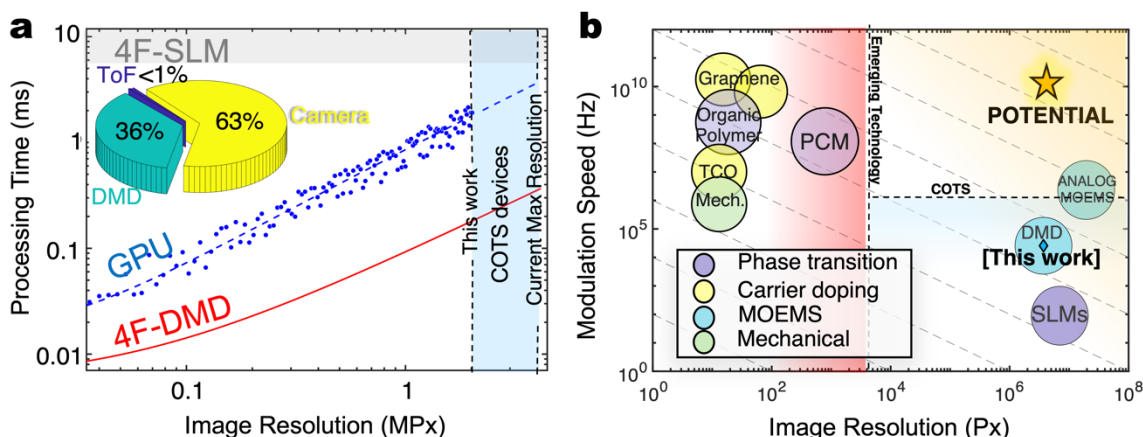 a
10
1
0.1
0.01
Processing Time (ms)
4F-SLM
ToF<1%
36%
63%
Camera
DMD
GPU
4F-DMD
This work
COTS devices
Current Max Resolution
0.1
1
Image Resolution (MPx)
b
10^10
10^5
10^0
Modulation Speed (Hz)
Graphene
Organic
Polymer
PCM
TCO
Mech.
Emerging Technology
POTENTIAL
COTS
ANALOG
MOEMS
DMD
[This work]
SLMs
Phase transition
Carrier doping
MOEMS
Mechanical
10^0
10^2
10^4
10^6
10^8
Image Resolution (Px)